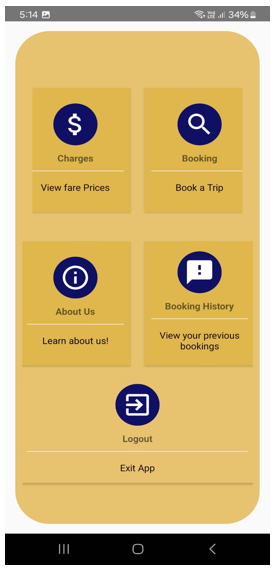 5:14 34%
$
Charges Booking
View fare Prices Book a Trip
About Us Booking History
Learn about us! View your previous
bookings
Logout
Exit App